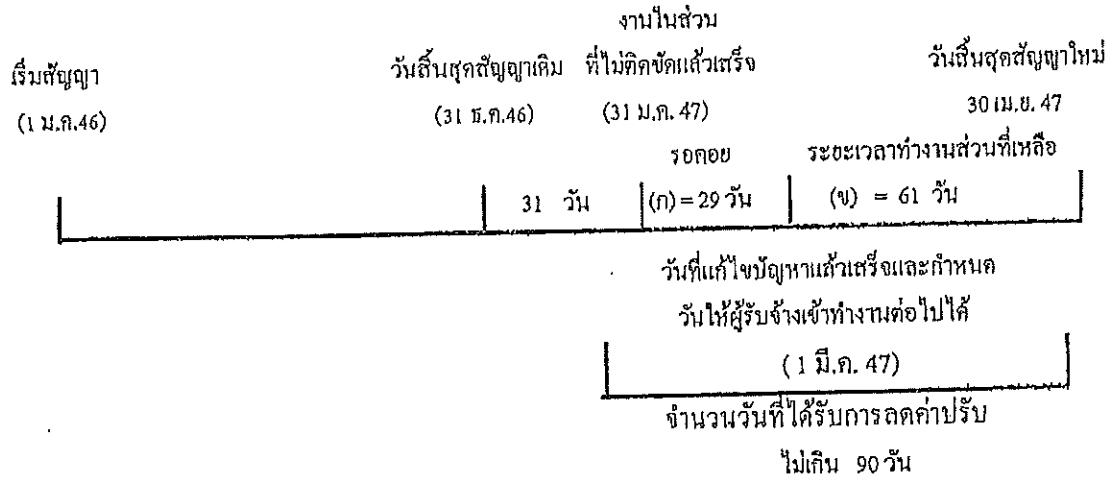 งานในส่วน
เริ่มสัญญา วันสิ้นสุดสัญญาเดิม ที่ไม่ติดขัดแล้วเสร็จ วันสิ้นสุดสัญญาใหม่
(1 ม.ค.46) (31 ธ.ค.46) (31 ม.ค. 47) 30 เม.ย. 47
รอคอย ระยะเวลาทำงานส่วนที่เหลือ
31 วัน (ก) = 29 วัน (ข) = 61 วัน
วันที่แก้ไขปัญหาแล้วเสร็จและกำหนด
วันให้ผู้รับจ้างเข้าทำงานต่อไปได้
(1 มี.ค. 47)
จำนวนวันที่ได้รับการลดค่าปรับ
ไม่เกิน 90 วัน